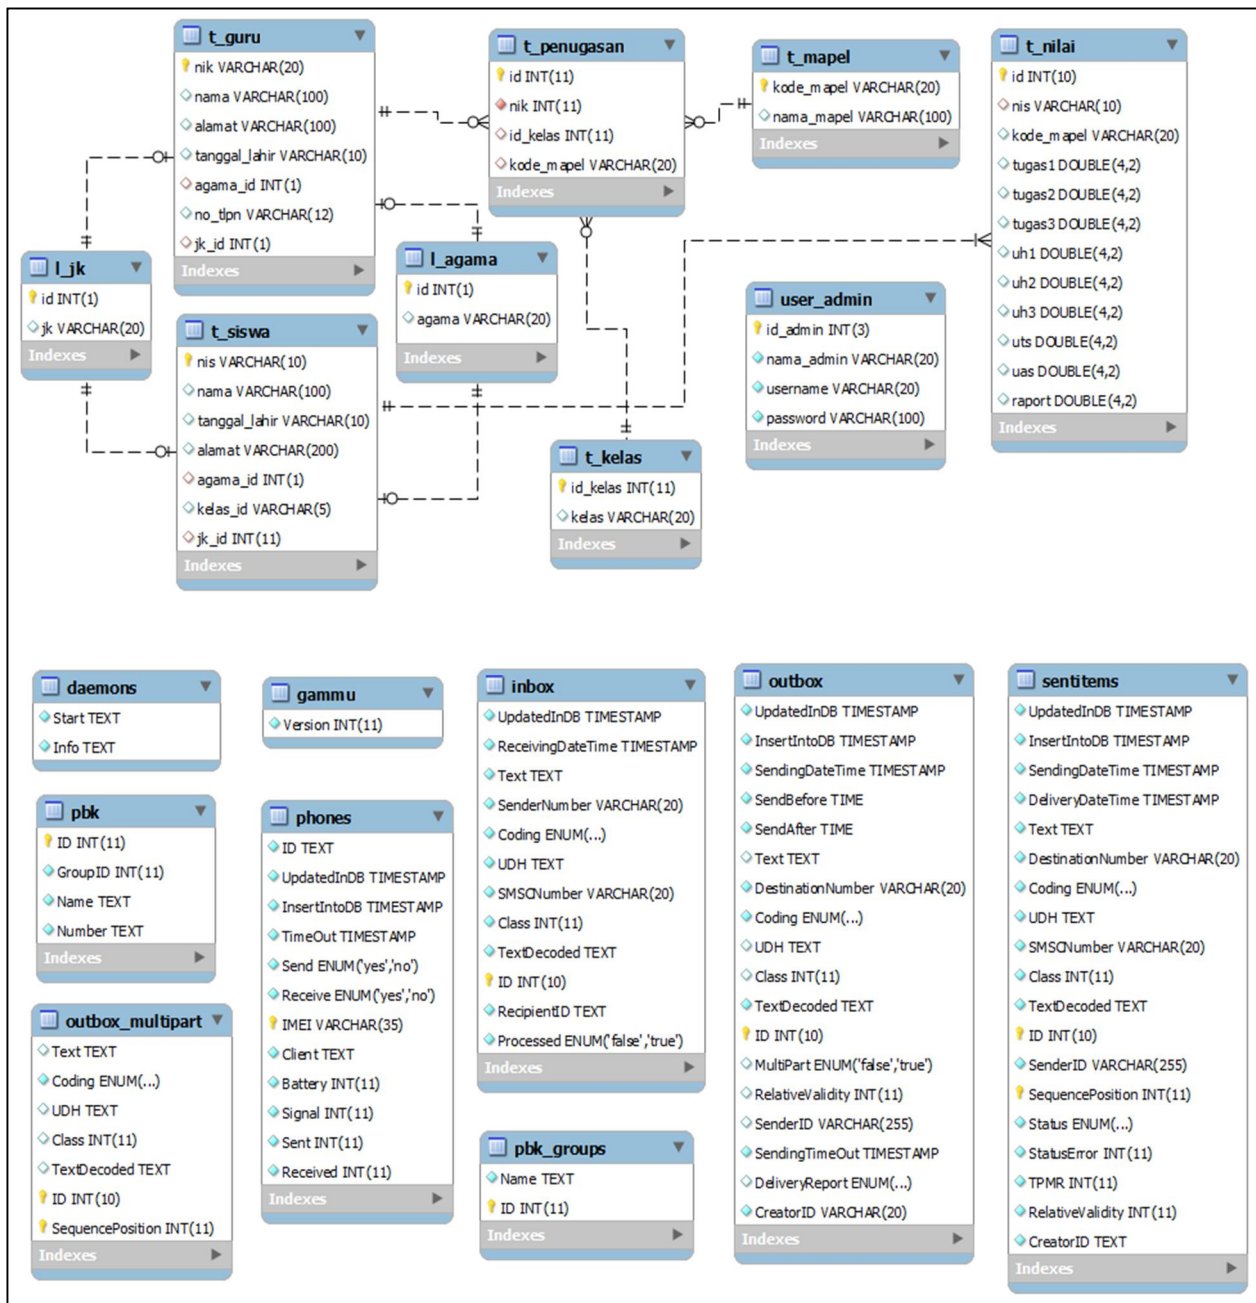 t_guru
nik VARCHAR(20)
nama VARCHAR(100)
alamat VARCHAR(100)
tanggal_lahir VARCHAR(10)
agama_id INT(1)
no_tlpn VARCHAR(12)
jk_id INT(1)
Indexes
t_penugasan
id INT(11)
nik INT(11)
id_kelas INT(11)
kode_mapel VARCHAR(20)
Indexes
t_mapel
kode_mapel VARCHAR(20)
nama_mapel VARCHAR(100)
Indexes
t_nilai
id INT(10)
nis VARCHAR(10)
kode_mapel VARCHAR(20)
tugas1 DOUBLE(4,2)
tugas2 DOUBLE(4,2)
tugas3 DOUBLE(4,2)
uh1 DOUBLE(4,2)
uh2 DOUBLE(4,2)
uh3 DOUBLE(4,2)
uts DOUBLE(4,2)
uas DOUBLE(4,2)
raport DOUBLE(4,2)
Indexes
l_jk
id INT(1)
jk VARCHAR(20)
Indexes
l_agama
id INT(1)
agama VARCHAR(20)
Indexes
user_admin
id_admin INT(3)
nama_admin VARCHAR(20)
username VARCHAR(20)
password VARCHAR(100)
Indexes
t_siswa
nis VARCHAR(10)
nama VARCHAR(100)
tanggal_lahir VARCHAR(10)
alamat VARCHAR(200)
agama_id INT(1)
kelas_id VARCHAR(5)
jk_id INT(11)
Indexes
t_kelas
id_kelas INT(11)
kelas VARCHAR(20)
Indexes
daemons
Start TEXT
Info TEXT
gammu
Version INT(11)
inbox
UpdatedInDB TIMESTAMP
ReceivingDateTime TIMESTAMP
Text TEXT
SenderNumber VARCHAR(20)
Coding ENUM(...)
UDH TEXT
SMSCNumber VARCHAR(20)
Class INT(11)
TextDecoded TEXT
ID INT(10)
RecipientID TEXT
Processed ENUM('false','true')
Indexes
outbox
UpdatedInDB TIMESTAMP
InsertIntoDB TIMESTAMP
SendingDateTime TIMESTAMP
SendBefore TIME
SendAfter TIME
Text TEXT
DestinationNumber VARCHAR(20)
Coding ENUM(...)
UDH TEXT
Class INT(11)
TextDecoded TEXT
ID INT(10)
MultiPart ENUM('false','true')
RelativeValidity INT(11)
SenderID VARCHAR(255)
SendingTimeOut TIMESTAMP
DeliveryReport ENUM(...)
CreatorID VARCHAR(20)
Indexes
sentitems
UpdatedInDB TIMESTAMP
InsertIntoDB TIMESTAMP
SendingDateTime TIMESTAMP
DeliveryDateTime TIMESTAMP
Text TEXT
DestinationNumber VARCHAR(20)
Coding ENUM(...)
UDH TEXT
SMSCNumber VARCHAR(20)
Class INT(11)
TextDecoded TEXT
ID INT(10)
SenderID VARCHAR(255)
SequencePosition INT(11)
Status ENUM(...)
StatusError INT(11)
TPMR INT(11)
RelativeValidity INT(11)
CreatorID TEXT
Indexes
pbk
ID INT(11)
GroupID INT(11)
Name TEXT
Number TEXT
Indexes
phones
ID TEXT
UpdatedInDB TIMESTAMP
InsertIntoDB TIMESTAMP
TimeOut TIMESTAMP
Send ENUM('yes','no')
Receive ENUM('yes','no')
IMEI VARCHAR(35)
Client TEXT
Battery INT(11)
Signal INT(11)
Sent INT(11)
Received INT(11)
Indexes
outbox_multipart
Text TEXT
Coding ENUM(...)
UDH TEXT
Class INT(11)
TextDecoded TEXT
ID INT(10)
SequencePosition INT(11)
Indexes
pbk_groups
Name TEXT
ID INT(11)
Indexes